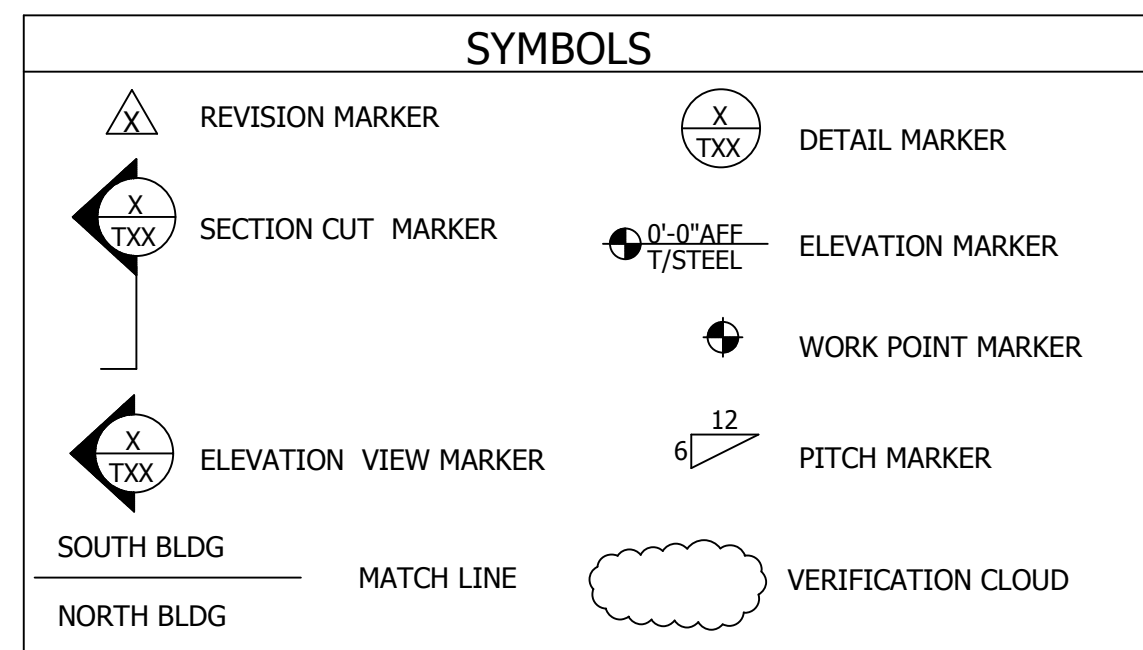 SYMBOLS
X
REVISION MARKER
X
TXX
SECTION CUT MARKER
X
TXX
ELEVATION VIEW MARKER
SOUTH BLDG
MATCH LINE
NORTH BLDG
X
TXX
DETAIL MARKER
0'-0"AFF
T/STEEL
ELEVATION MARKER
WORK POINT MARKER
12
6
PITCH MARKER
VERIFICATION CLOUD